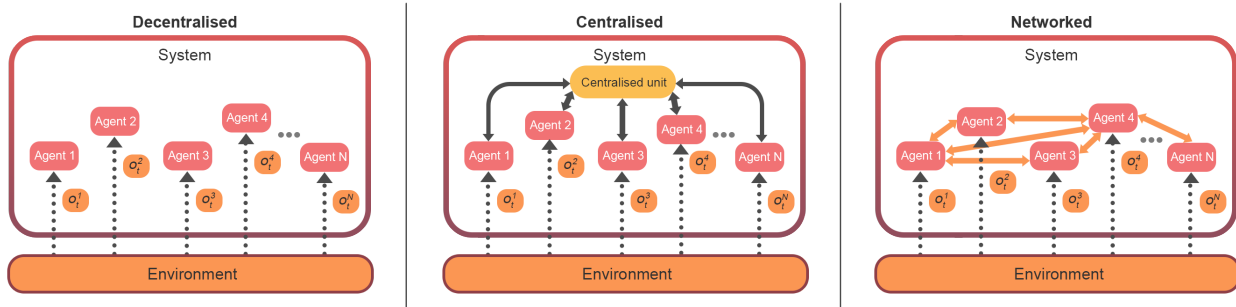 Decentralised
System
Agent 1
Agent 2
Agent 3
Agent 4
Agent N
o_t^1
o_t^2
o_t^3
o_t^4
o_t^N
Environment
Centralised
System
Centralised unit
Agent 1
Agent 2
Agent 3
Agent 4
Agent N
o_t^1
o_t^2
o_t^3
o_t^4
o_t^N
Environment
Networked
System
Agent 1
Agent 2
Agent 3
Agent 4
Agent N
o_t^1
o_t^2
o_t^3
o_t^4
o_t^N
Environment